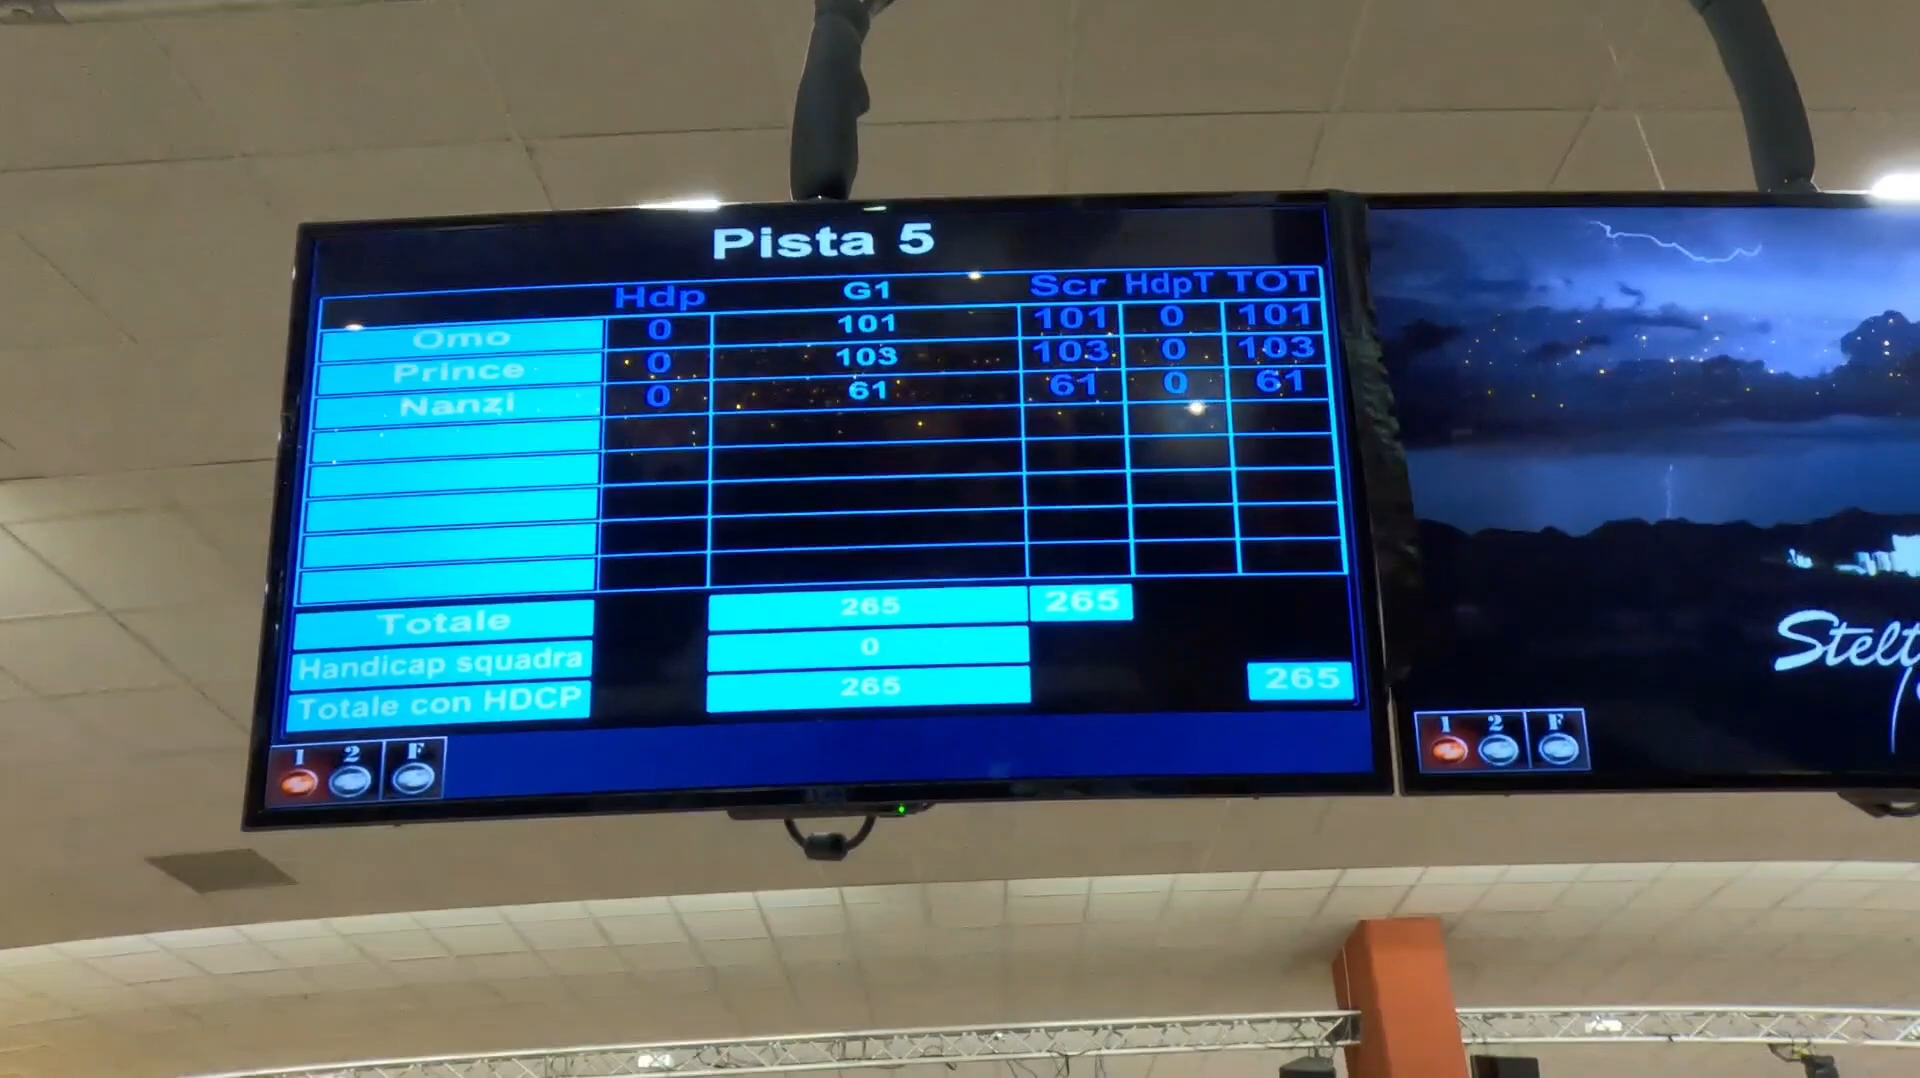 Pista 5
Hdp G1 Scr HdpT TOT
Omo 0 101 101 0 101
Prince 0 103 103 0 103
Nanzi 0 61 61 0 61
Totale 265 265
Handicap squadra 0
Totale con HDCP 265 265
1 2 F
1 2 F